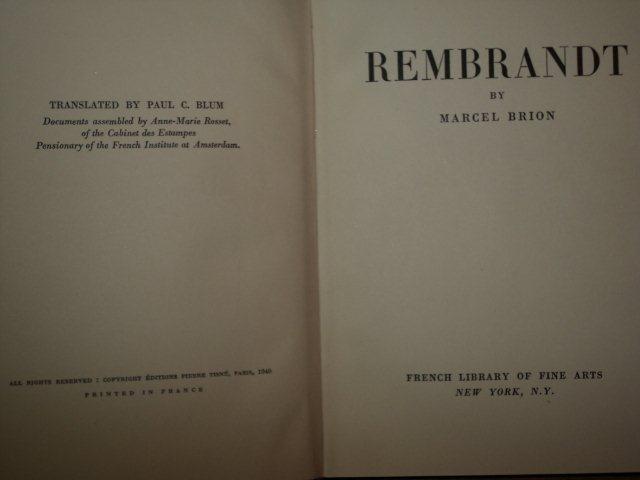 TRANSLATED BY PAUL C. BLUM
Documents assembled by Anne-Marie Rosset,
of the Cabinet des Estampes
Pensionary of the French Institute at Amsterdam.
ALL RIGHTS RESERVED : COPYRIGHT ÉDITIONS PIERRE TISNÉ, PARIS, 1940
PRINTED IN FRANCE
REMBRANDT
BY
MARCEL BRION
FRENCH LIBRARY OF FINE ARTS
NEW YORK, N.Y.